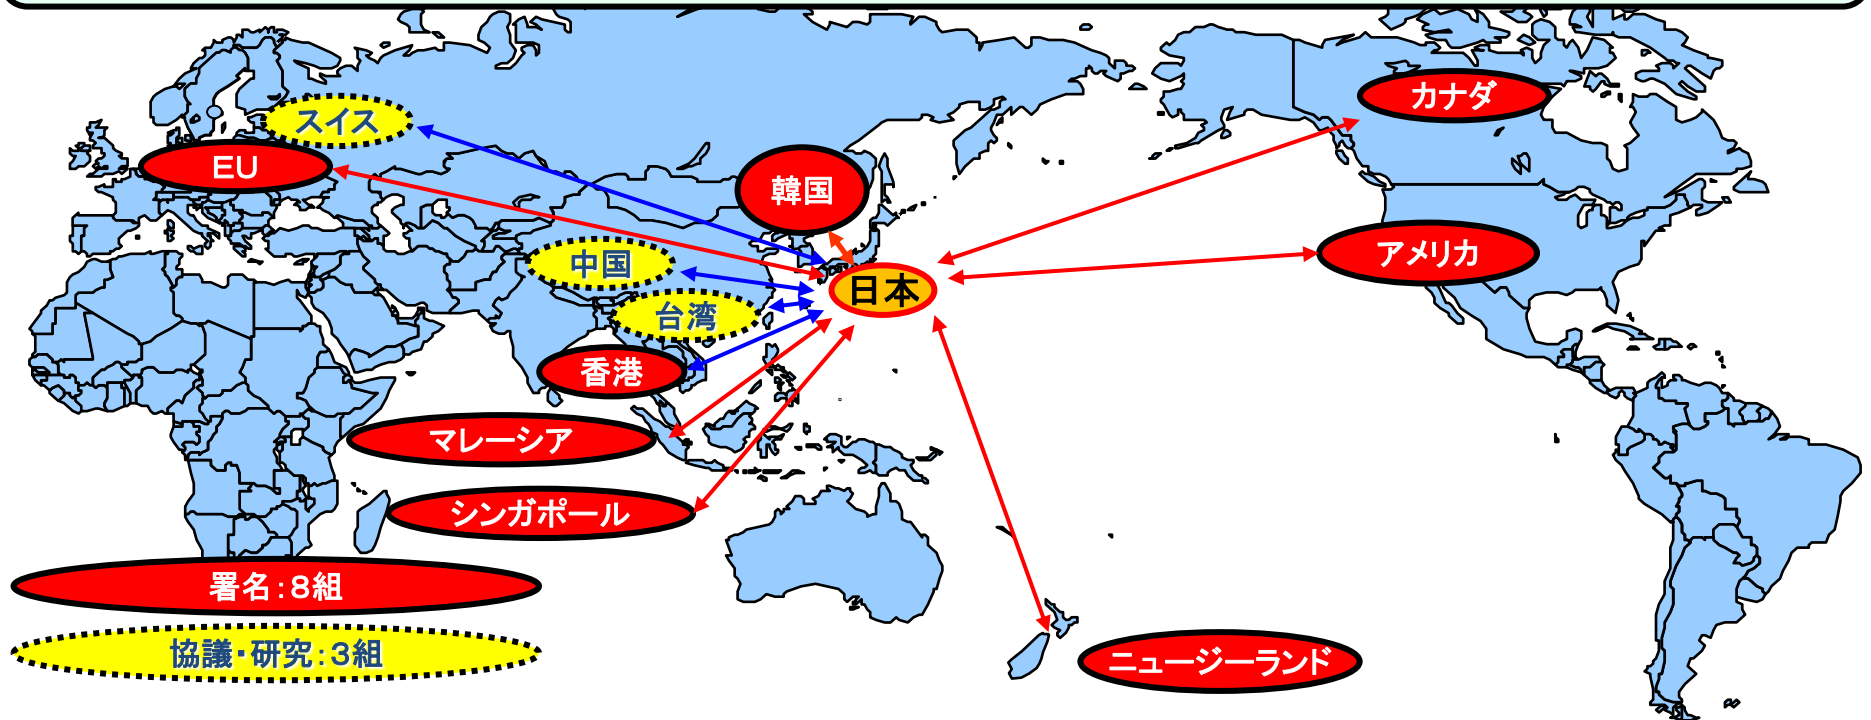 カナダ
スイス
EU
韓国
アメリカ
中国
日本
台湾
香港
マレーシア
シンガポール
署名:8組
協議・研究:3組
ニュージーランド